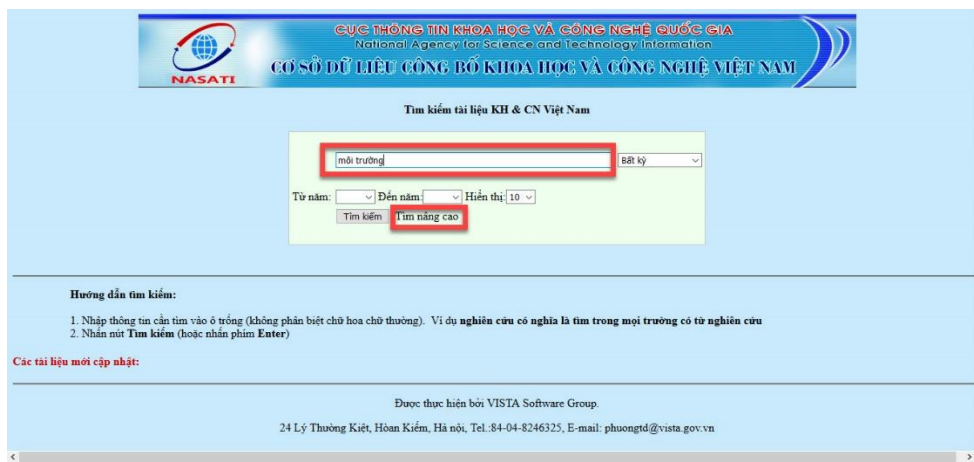 CỤC THÔNG TIN KHOA HỌC VÀ CÔNG NGHỆ QUỐC GIA
National Agency for Science and Technology Information
CƠ SỞ DỮ LIỆU CÔNG BỐ KHOA HỌC VÀ CÔNG NGHỆ VIỆT NAM
NASATI
Tìm kiếm tài liệu KH & CN Việt Nam
môi trường Bất kỳ
Từ năm: Đến năm: Hiển thị: 10
Tìm kiếm Tìm nâng cao
Hướng dẫn tìm kiếm:
1. Nhập thông tin cần tìm vào ô trống (không phân biệt chữ hoa chữ thường). Ví dụ nghiên cứu có nghĩa là tìm trong mọi trường có từ nghiên cứu
2. Nhấn nút Tìm kiếm (hoặc nhấn phím Enter)
Các tài liệu mới cập nhật:
Được thực hiện bởi VISTA Software Group.
24 Lý Thường Kiệt, Hòan Kiếm, Hà nội, Tel.:84-04-8246325, E-mail: phuongtd@vista.gov.vn